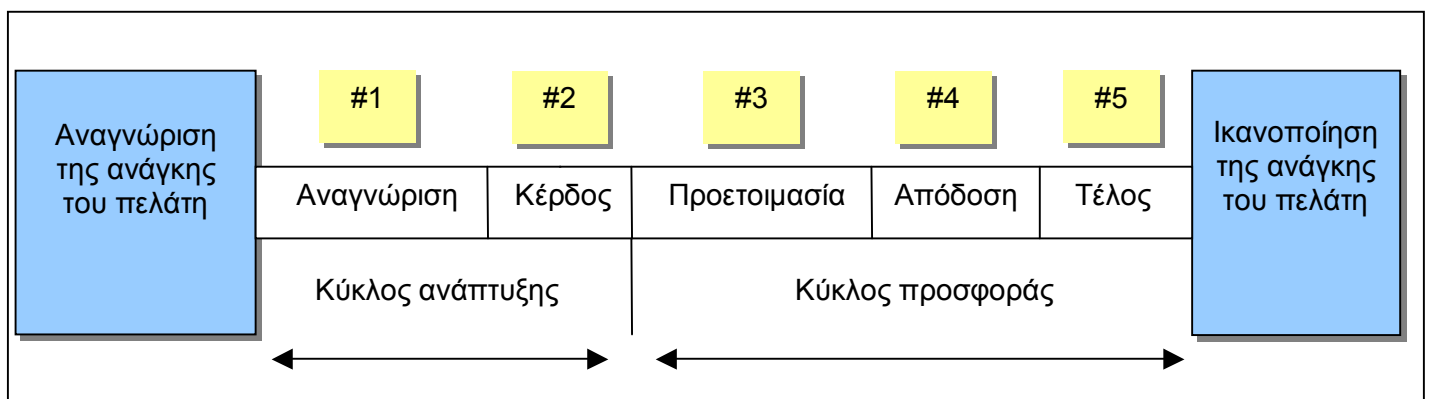 #1 #2 #3 #4 #5
Αναγνώριση
της ανάγκης
του πελάτη
Αναγνώριση Κέρδος Προετοιμασία Απόδοση Τέλος
Ικανοποίηση
της ανάγκης
του πελάτη
Κύκλος ανάπτυξης Κύκλος προσφοράς